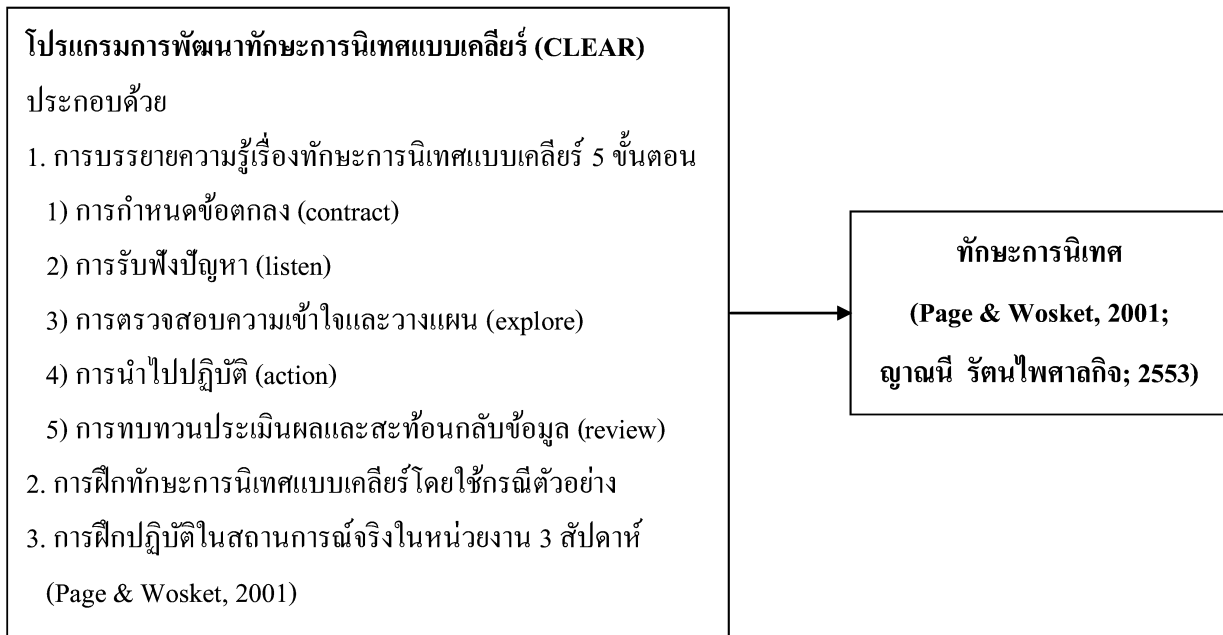 โปรแกรมการพัฒนาทักษะการนิเทศแบบเคลียร์ (CLEAR)
ประกอบด้วย
1. การบรรยายความรู้เรื่องทักษะการนิเทศแบบเคลียร์ 5 ขั้นตอน
1) การกำหนดข้อตกลง (contract)
2) การรับฟังปัญหา (listen)
3) การตรวจสอบความเข้าใจและวางแผน (explore)
4) การนำไปปฏิบัติ (action)
5) การทบทวนประเมินผลและสะท้อนกลับข้อมูล (review)
2. การฝึกทักษะการนิเทศแบบเคลียร์โดยใช้กรณีตัวอย่าง
3. การฝึกปฏิบัติในสถานการณ์จริงในหน่วยงาน 3 สัปดาห์
(Page & Wosket, 2001)
ทักษะการนิเทศ
(Page & Wosket, 2001;
ญาณนี รัตนไพศาลกิจ; 2553)